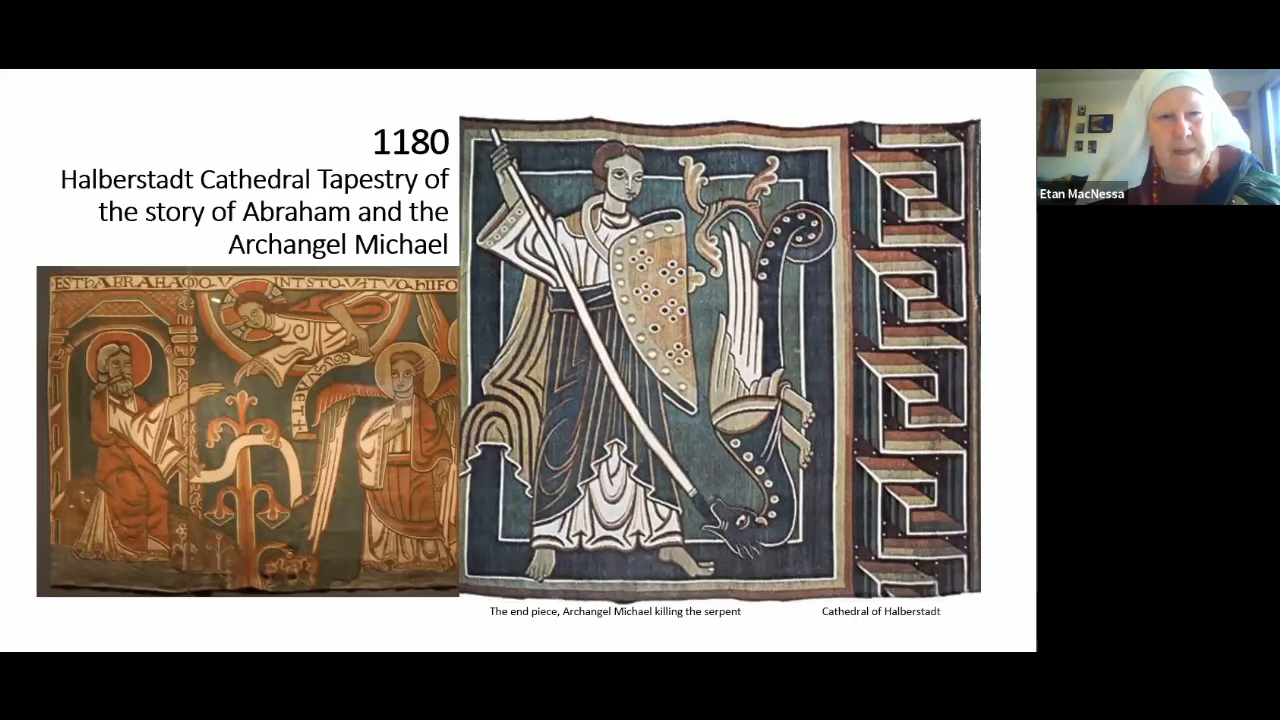 1180
Halberstadt Cathedral Tapestry of
the story of Abraham and the
Archangel Michael
The end piece, Archangel Michael killing the serpent
Cathedral of Halberstadt
Etan MacNessa